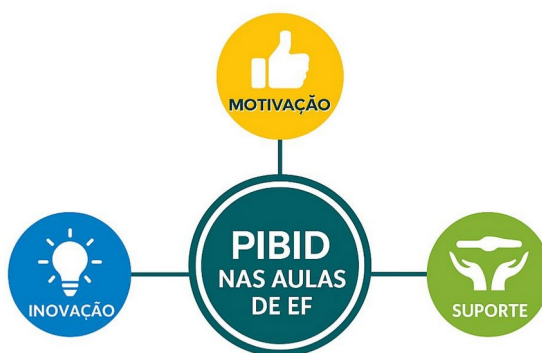 MOTIVAÇÃO
PIBID
NAS AULAS
DE EF
INOVAÇÃO
SUPORTE